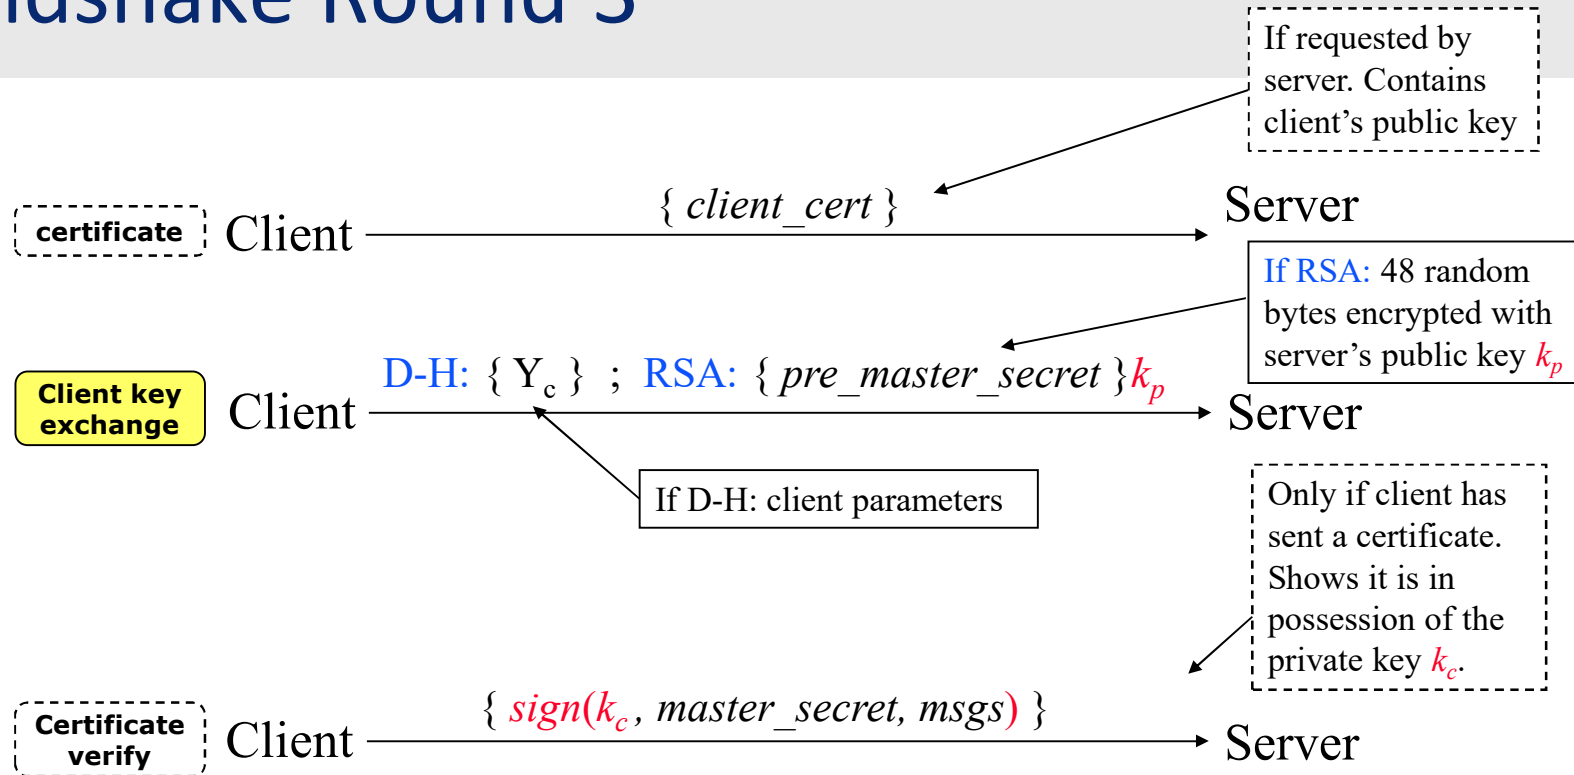 ndshake Round 3
If requested by
server. Contains
client's public key
certificate
Client
{ client_cert }
Server
If RSA: 48 random
bytes encrypted with
server's public key kp
Client key
exchange
Client
D-H: { Yc } ; RSA: { pre_master_secret }kp
Server
If D-H: client parameters
Only if client has
sent a certificate.
Shows it is in
possession of the
private key kc.
Certificate
verify
Client
{ sign(kc, master_secret, msgs) }
Server